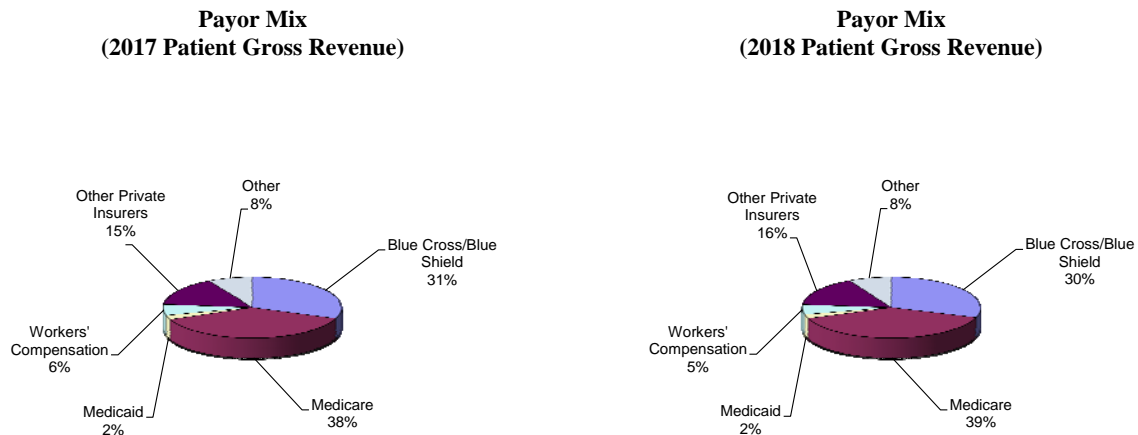 Payor Mix
(2017 Patient Gross Revenue)
Other
8%
Other Private
Insurers
15%
Blue Cross/Blue
Shield
31%
Workers'
Compensation
6%
Medicaid
2%
Medicare
38%
Payor Mix
(2018 Patient Gross Revenue)
Other
8%
Other Private
Insurers
16%
Blue Cross/Blue
Shield
30%
Workers'
Compensation
5%
Medicaid
2%
Medicare
39%